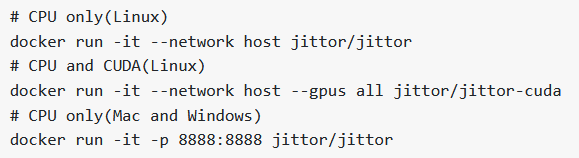 # CPU only(Linux)
docker run -it --network host jittor/jittor
# CPU and CUDA(Linux)
docker run -it --network host --gpus all jittor/jittor-cuda
# CPU only(Mac and Windows)
docker run -it -p 8888:8888 jittor/jittor